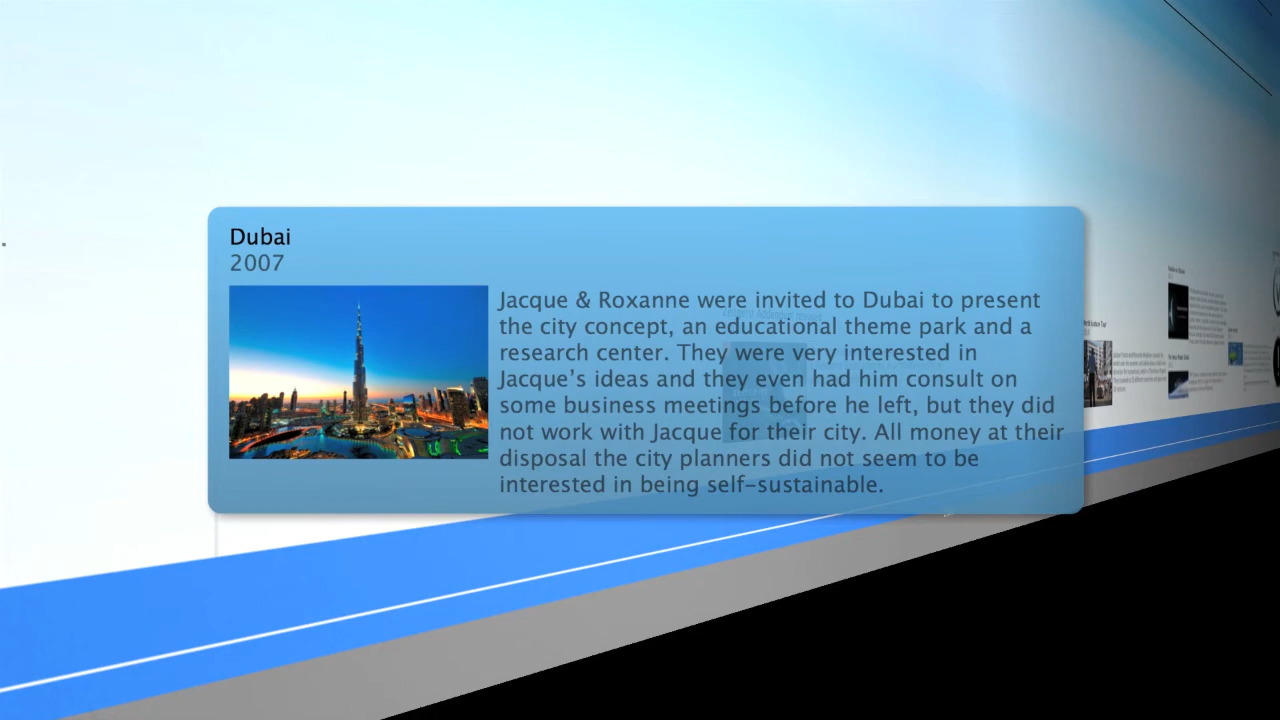 Dubai
2007
Jacque & Roxanne were invited to Dubai to present
the city concept, an educational theme park and a
research center. They were very interested in
Jacque’s ideas and they even had him consult on
some business meetings before he left, but they did
not work with Jacque for their city. All money at their
disposal the city planners did not seem to be
interested in being self-sustainable.